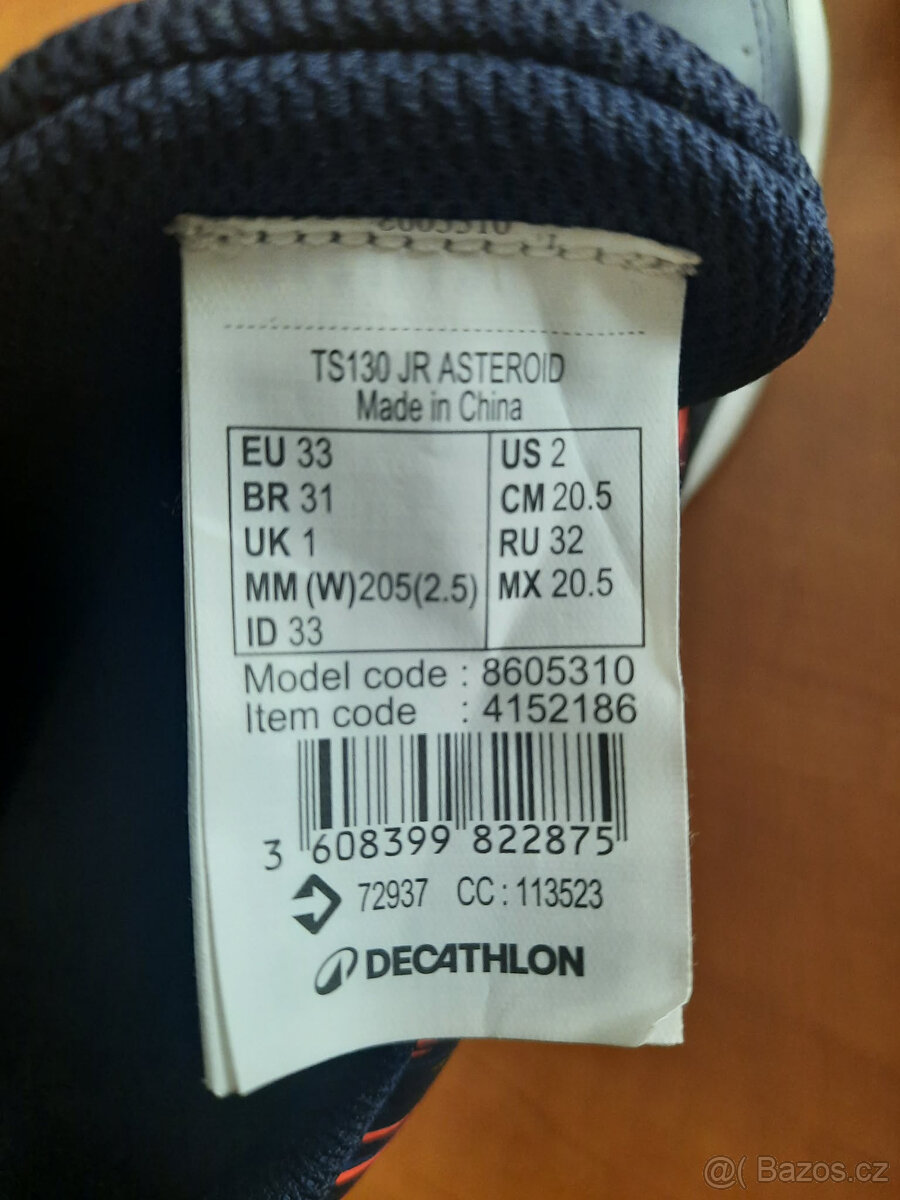 TS130 JR ASTEROID
Made in China
EU 33 US 2
BR 31 CM 20.5
UK 1 RU 32
MM (W)205(2.5) MX 20.5
ID 33
Model code : 8605310
Item code : 4152186
3 608399 822875
72937 CC : 113523
DECATHLON
@( Bazos.cz